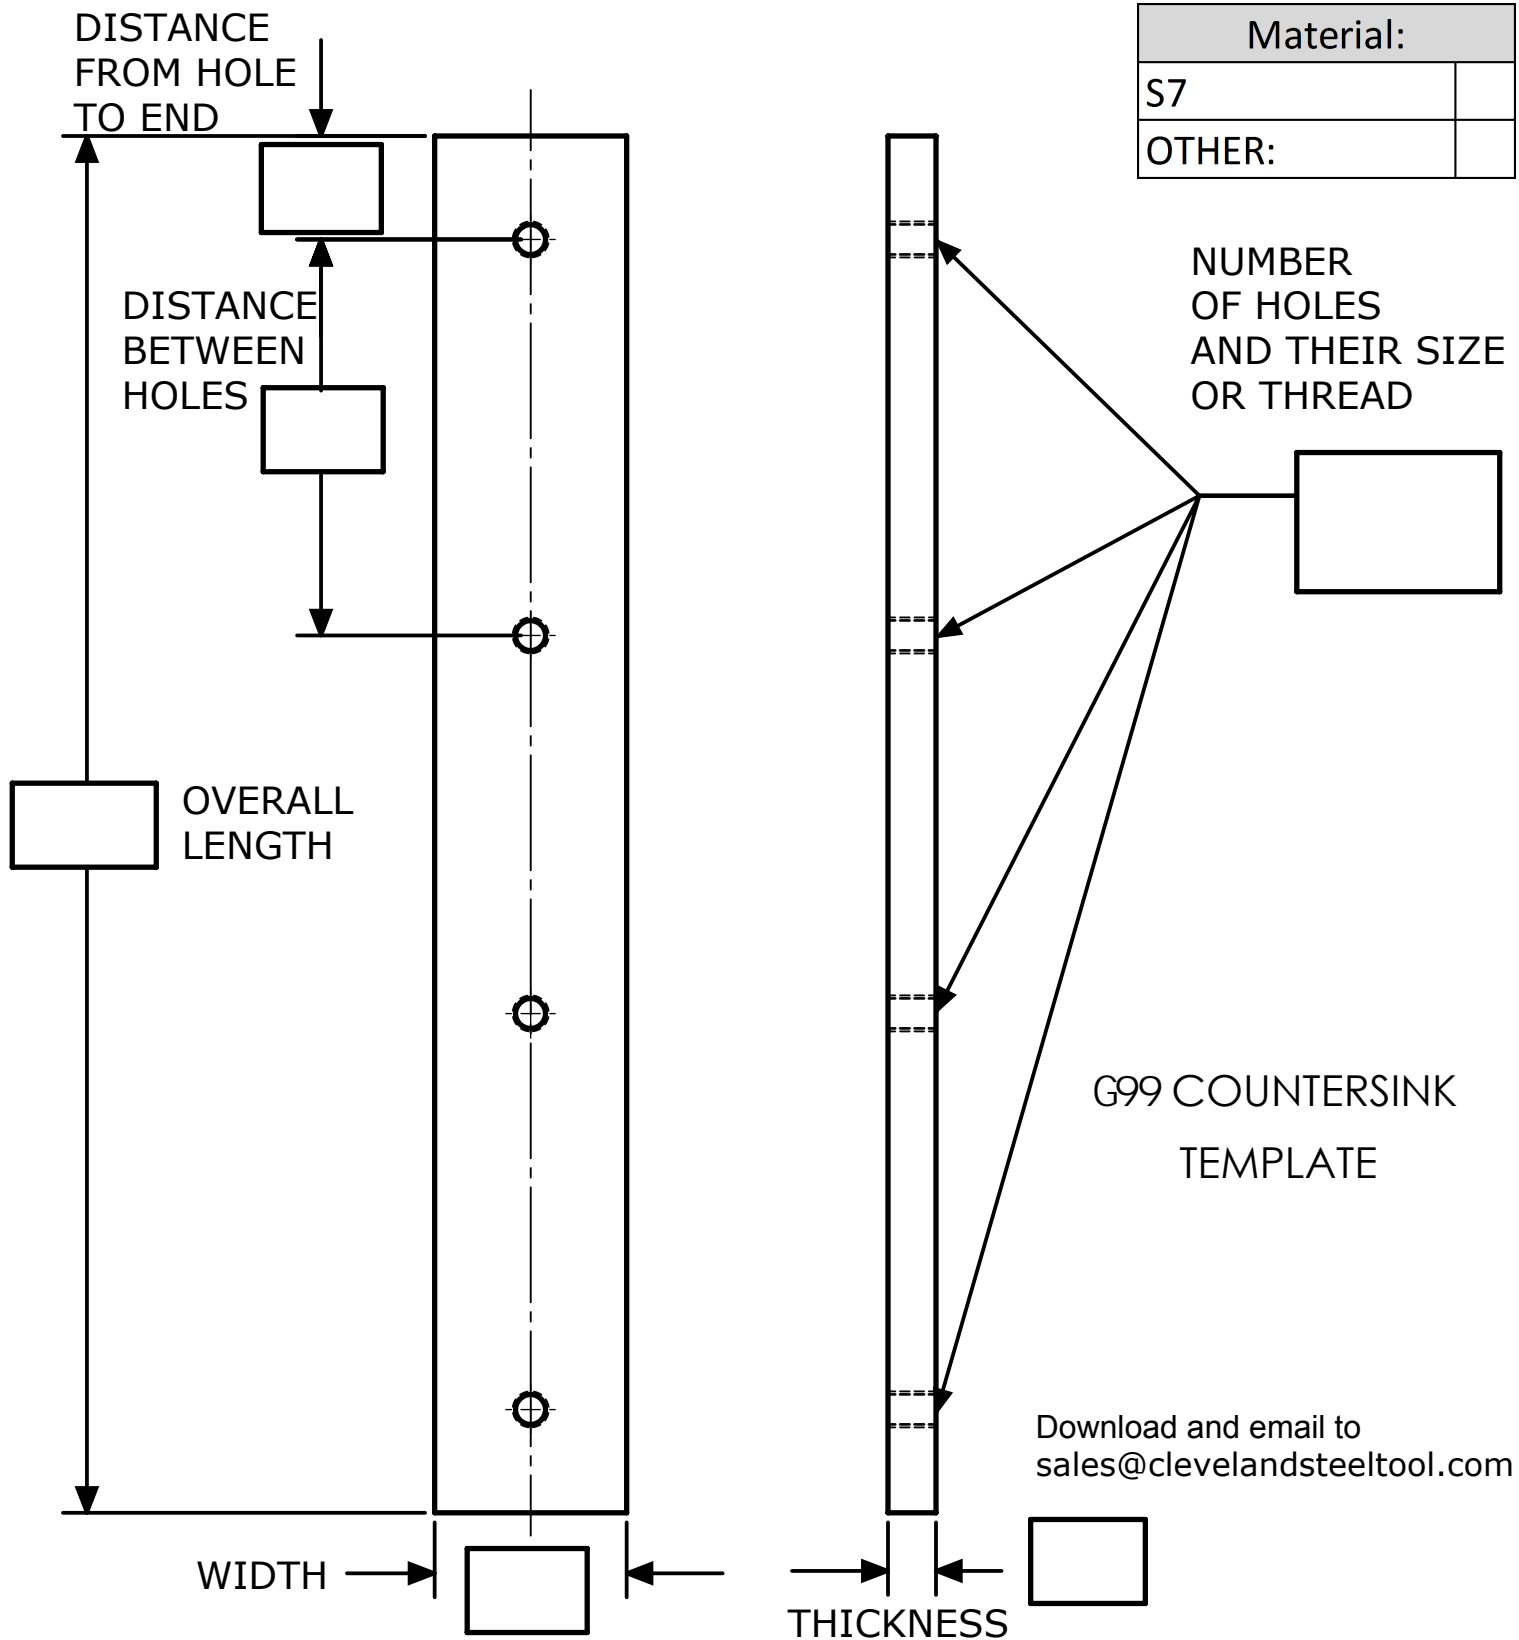 DISTANCE
FROM HOLE
TO END
Material:
S7
OTHER:
DISTANCE
BETWEEN
HOLES
NUMBER
OF HOLES
AND THEIR SIZE
OR THREAD
OVERALL
LENGTH
G99 COUNTERSINK
TEMPLATE
Download and email to
sales@clevelandsteeltool.com
WIDTH
THICKNESS